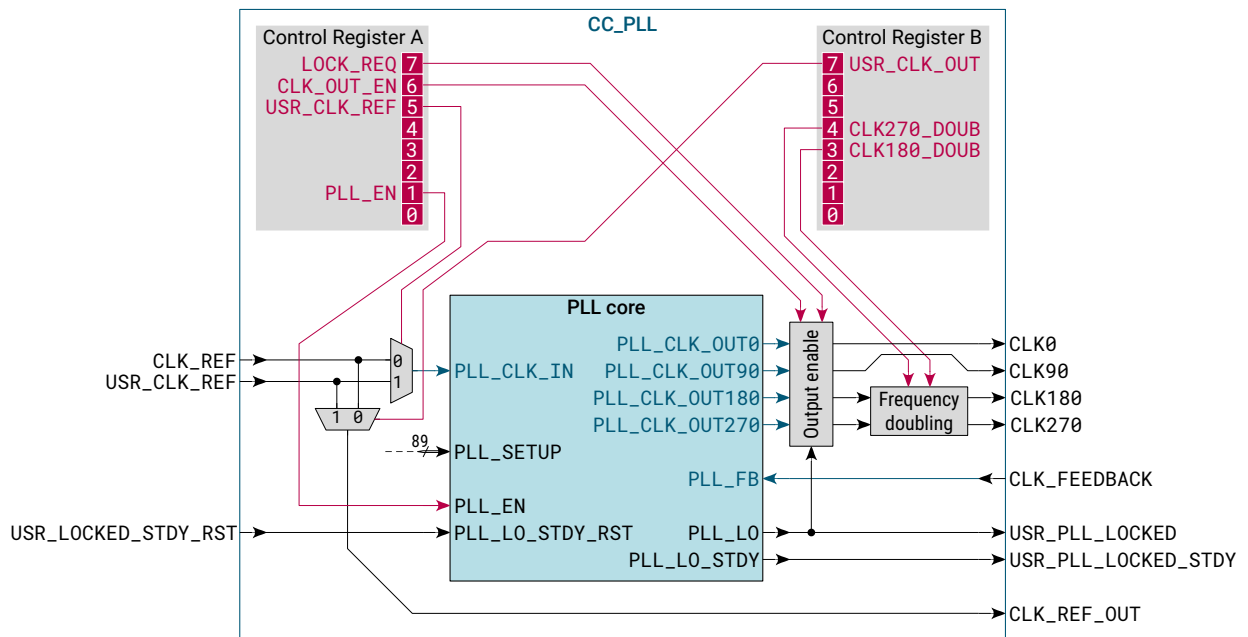 CC_PLL
Control Register A
LOCK_REQ 7
CLK_OUT_EN 6
USR_CLK_REF 5
4
3
2
PLL_EN 1
0
Control Register B
7 USR_CLK_OUT
6
5
4 CLK270_DOUB
3 CLK180_DOUB
2
1
0
CLK_REF
USR_CLK_REF
0
1
1 0
89
USR_LOCKED_STDY_RST
PLL core
PLL_CLK_IN
PLL_SETUP
PLL_EN
PLL_LO_STDY_RST
PLL_CLK_OUT0
PLL_CLK_OUT90
PLL_CLK_OUT180
PLL_CLK_OUT270
PLL_FB
PLL_LO
PLL_LO_STDY
Output enable
Frequency
doubling
CLK0
CLK90
CLK180
CLK270
CLK_FEEDBACK
USR_PLL_LOCKED
USR_PLL_LOCKED_STDY
CLK_REF_OUT